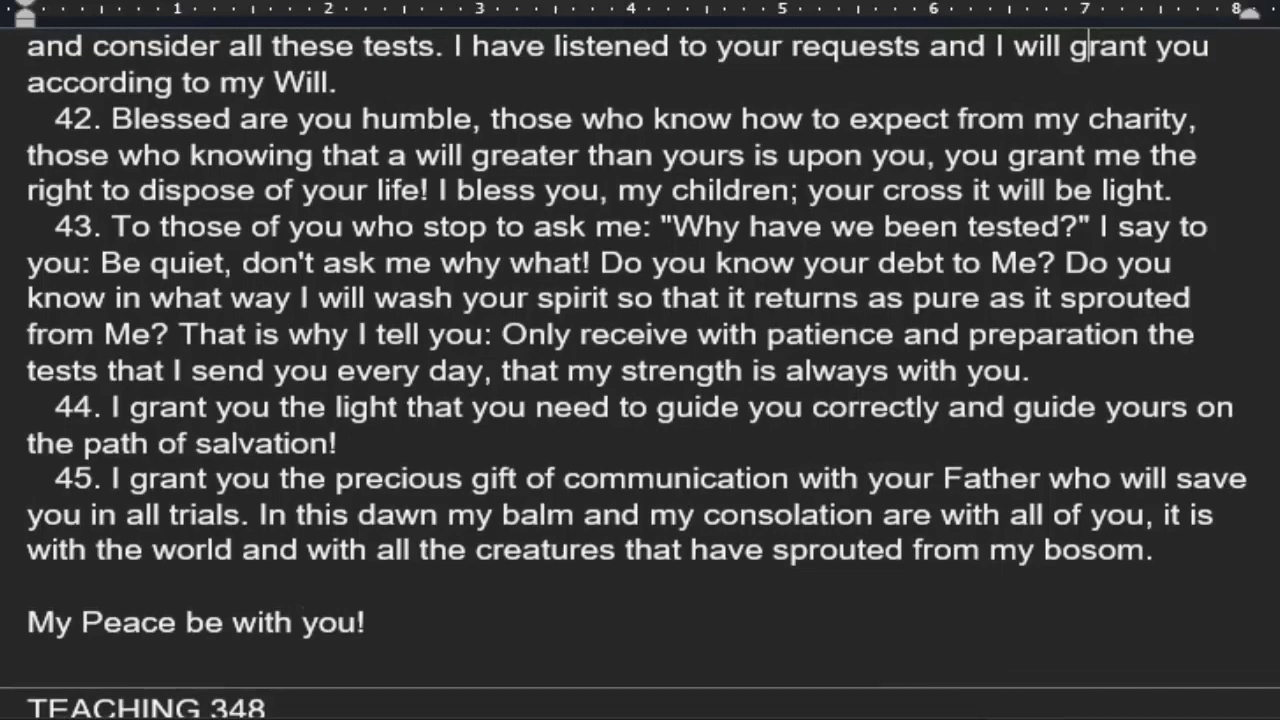 1 2 3 4 5 6 7 8
and consider all these tests. I have listened to your requests and I will grant you
according to my Will.
42. Blessed are you humble, those who know how to expect from my charity,
those who knowing that a will greater than yours is upon you, you grant me the
right to dispose of your life! I bless you, my children; your cross it will be light.
43. To those of you who stop to ask me: "Why have we been tested?" I say to
you: Be quiet, don't ask me why what! Do you know your debt to Me? Do you
know in what way I will wash your spirit so that it returns as pure as it sprouted
from Me? That is why I tell you: Only receive with patience and preparation the
tests that I send you every day, that my strength is always with you.
44. I grant you the light that you need to guide you correctly and guide yours on
the path of salvation!
45. I grant you the precious gift of communication with your Father who will save
you in all trials. In this dawn my balm and my consolation are with all of you, it is
with the world and with all the creatures that have sprouted from my bosom.
My Peace be with you!
TEACHING 348